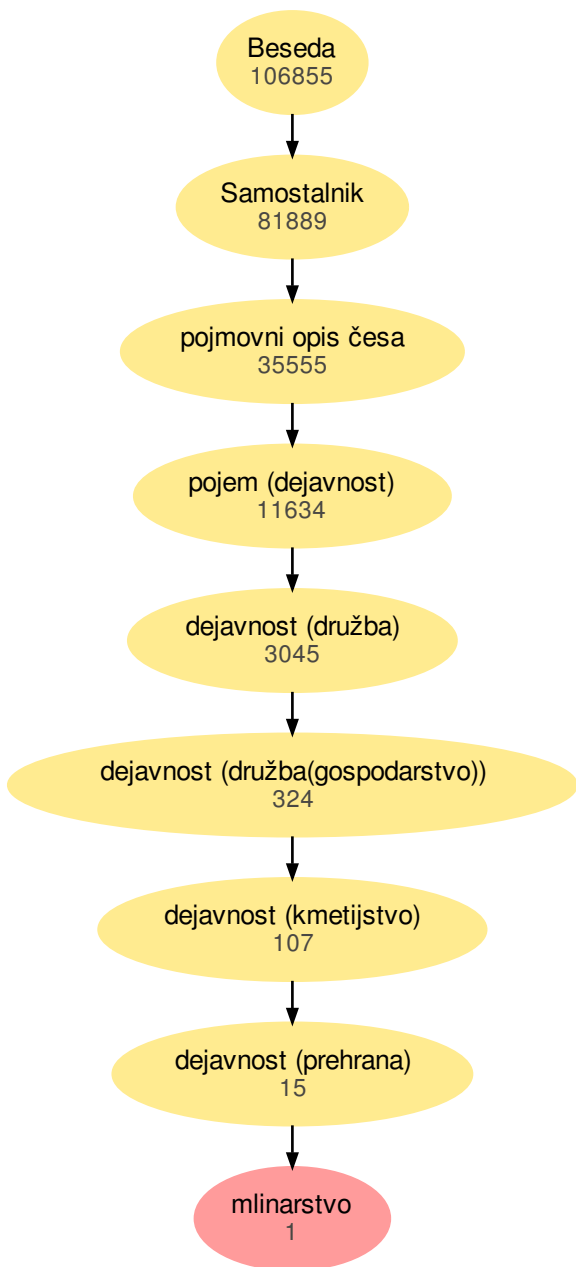 Beseda
106855
Samostalnik
81889
pojmovni opis česa
35555
pojem (dejavnost)
11634
dejavnost (družba)
3045
dejavnost (družba(gospodarstvo))
324
dejavnost (kmetijstvo)
107
dejavnost (prehrana)
15
mlinarstvo
1